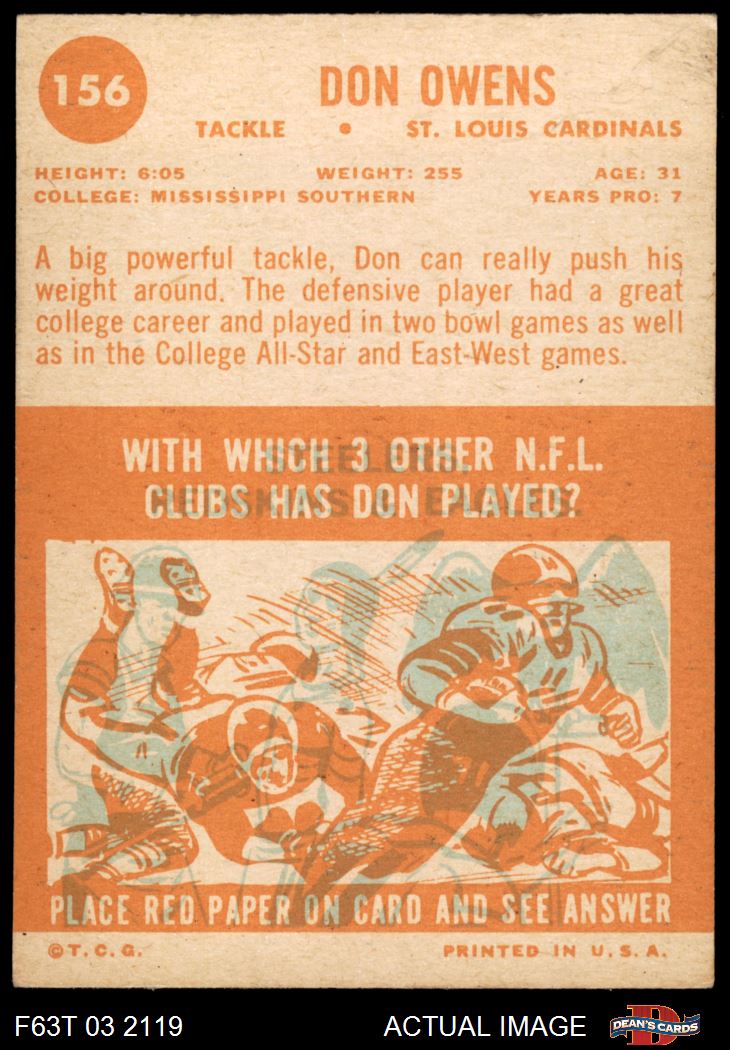 156
DON OWENS
TACKLE • ST. LOUIS CARDINALS
HEIGHT: 6:05 WEIGHT: 255 AGE: 31
COLLEGE: MISSISSIPPI SOUTHERN YEARS PRO: 7
A big powerful tackle, Don can really push his
weight around. The defensive player had a great
college career and played in two bowl games as well
as in the College All-Star and East-West games.
WITH WHICH 3 OTHER N.F.L.
STEELERS,
CLUBS HAS DON PLAYED?
REDSKINS & EAGLES.
PLACE RED PAPER ON CARD AND SEE ANSWER
© T. C. G. PRINTED IN U. S. A.
F63T 03 2119 ACTUAL IMAGE
D
DEAN'S CARDS